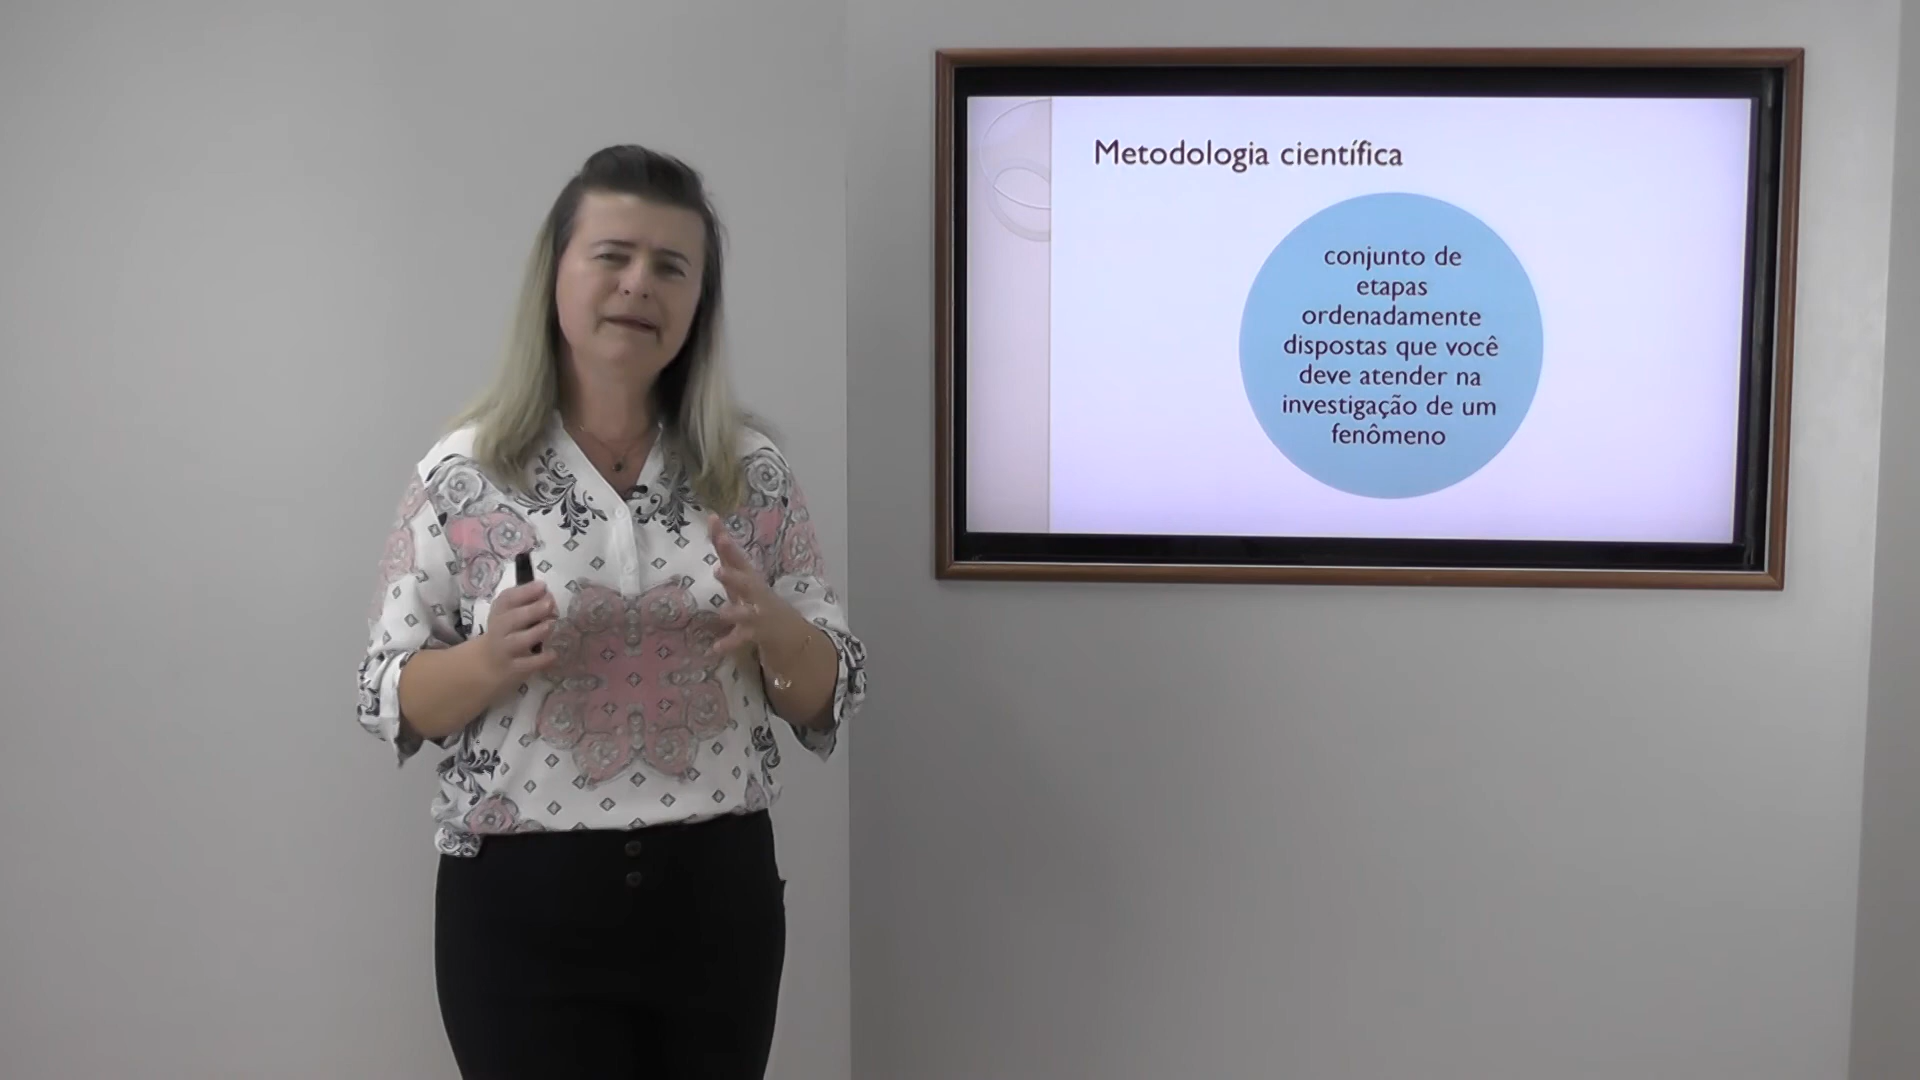 Metodologia científica
conjunto de
etapas
ordenadamente
dispostas que você
deve atender na
investigação de um
fenômeno